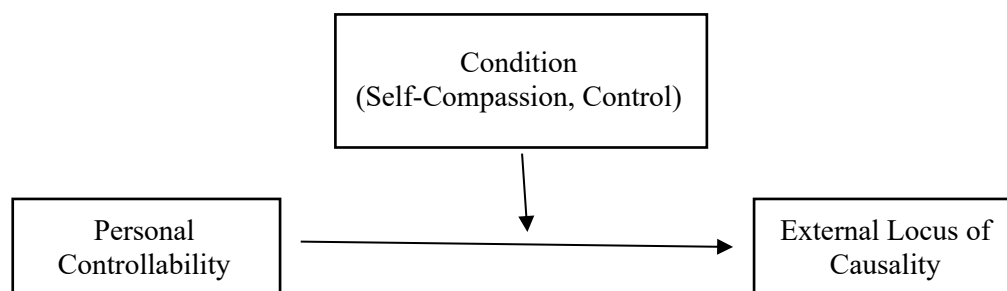 Condition
(Self-Compassion, Control)
Personal
Controllability
External Locus of
Causality